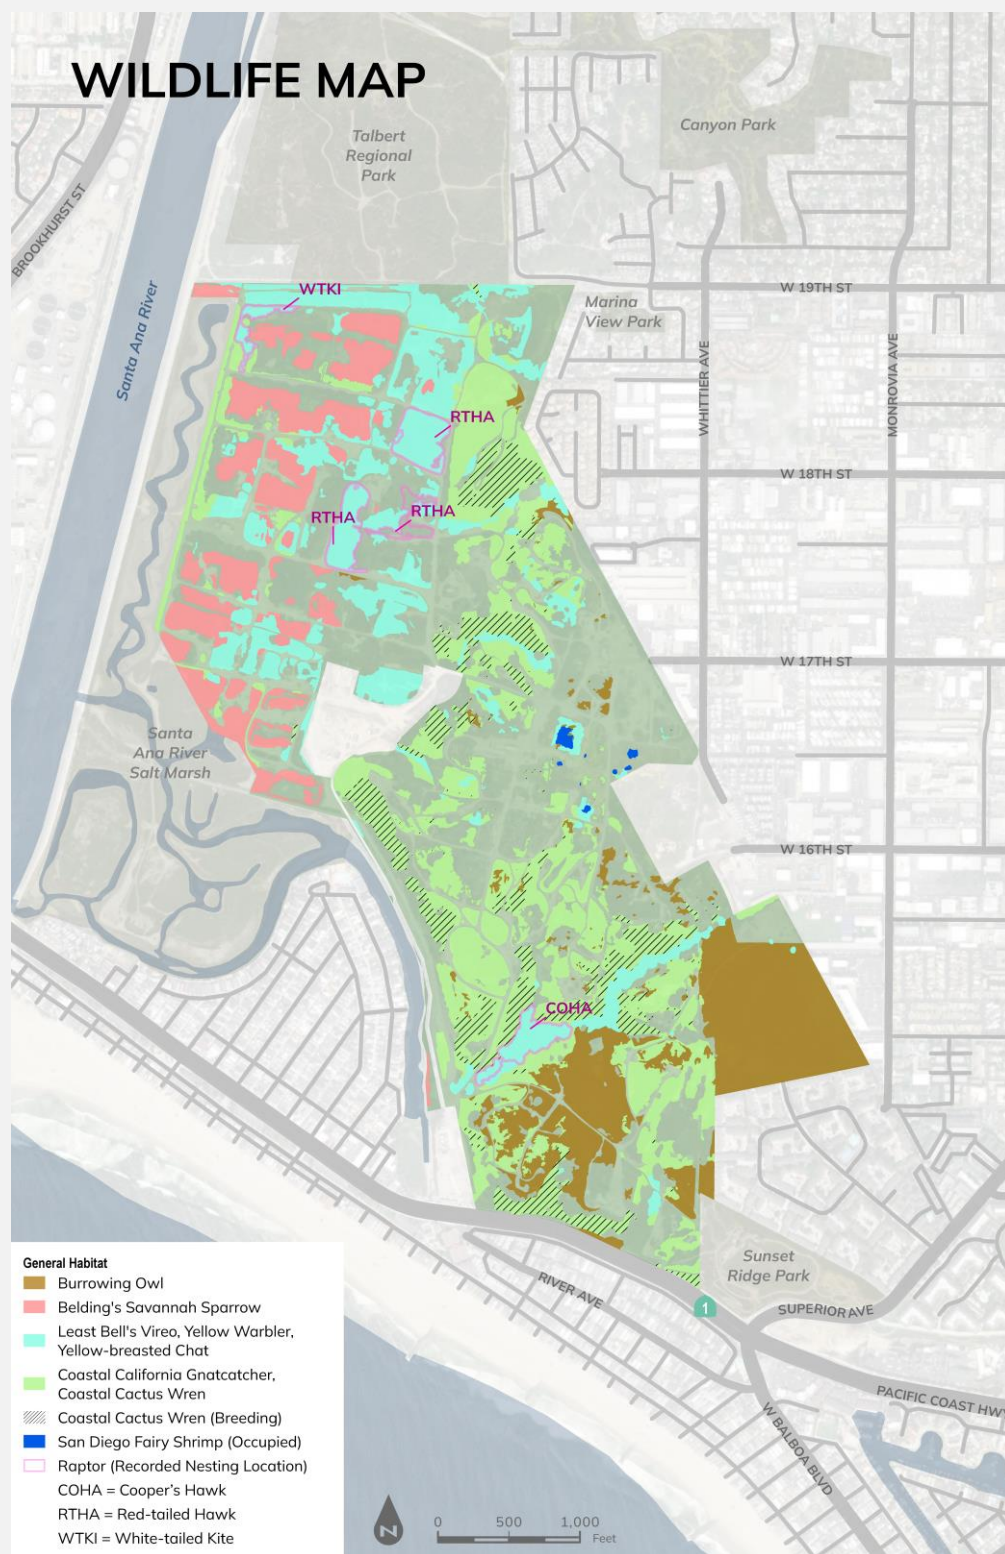 WILDLIFE MAP
Talbert
Regional
Park
Canyon Park
BROOKHURST ST
Santa Ana River
WTKI
W 19TH ST
Marina
View Park
WHITTIER AVE
MONROVIA AVE
RTHA
W 18TH ST
RTHA
RTHA
W 17TH ST
Santa
Ana River
Salt Marsh
W 16TH ST
COHA
Sunset
Ridge Park
RIVER AVE
1
SUPERIOR AVE
PACIFIC COAST HWY
W BALBOA BLVD
General Habitat
Burrowing Owl
Belding's Savannah Sparrow
Least Bell's Vireo, Yellow Warbler,
Yellow-breasted Chat
Coastal California Gnatcatcher,
Coastal Cactus Wren
Coastal Cactus Wren (Breeding)
San Diego Fairy Shrimp (Occupied)
Raptor (Recorded Nesting Location)
COHA = Cooper's Hawk
RTHA = Red-tailed Hawk
WTKI = White-tailed Kite
N
0 500 1,000
Feet